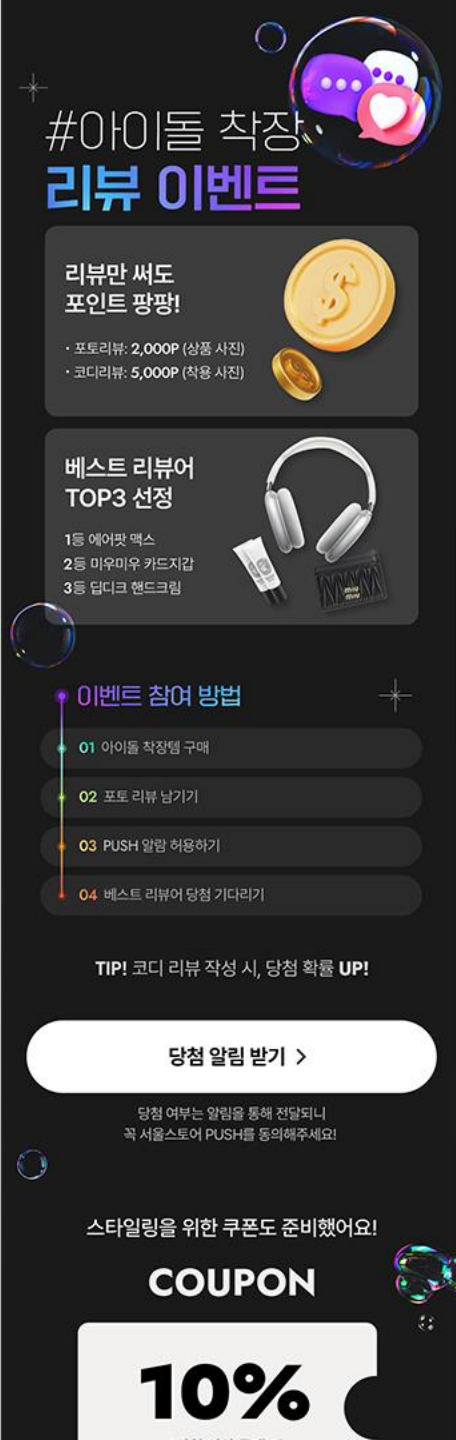 #아이돌 착장
리뷰 이벤트
리뷰만 써도
포인트 팡팡!
· 포토리뷰: 2,000P (상품 사진)
· 코디리뷰: 5,000P (착용 사진)
베스트 리뷰어
TOP3 선정
1등 에어팟 맥스
2등 미우미우 카드지갑
3등 딥디크 핸드크림
miu
miu
이벤트 참여 방법
01 아이돌 착장템 구매
02 포토 리뷰 남기기
03 PUSH 알람 허용하기
04 베스트 리뷰어 당첨 기다리기
TIP! 코디 리뷰 작성 시, 당첨 확률 UP!
당첨 알림 받기 >
당첨 여부는 알림을 통해 전달되니
꼭 서울스토어 PUSH를 동의해주세요!
스타일링을 위한 쿠폰도 준비했어요!
COUPON
10%